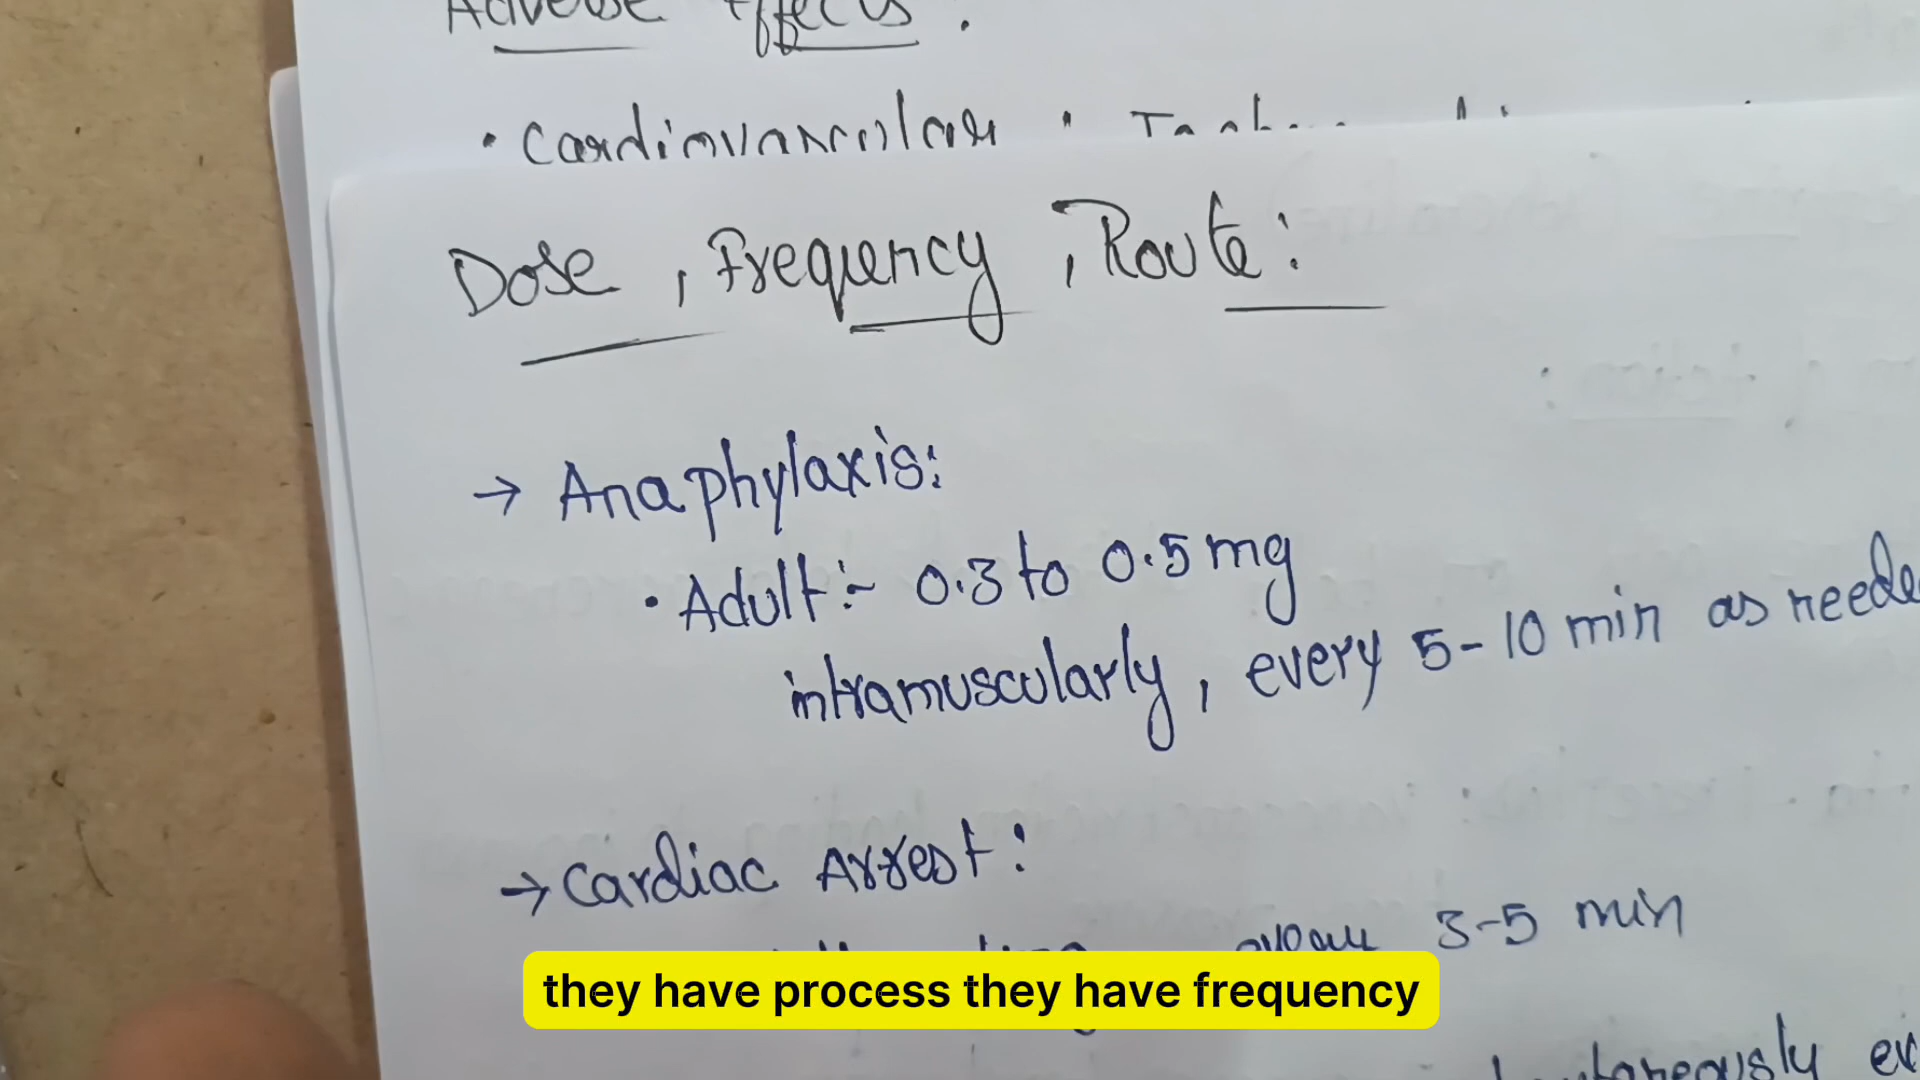 Adverse Effects :
• Cardiovascular :
Dose , Frequency , Route :
→ Anaphylaxis:
• Adult :- 0.3 to 0.5 mg
intramuscularly , every 5-10 min as neede
→ Cardiac Arrest :
every 3-5 min
they have process they have frequency